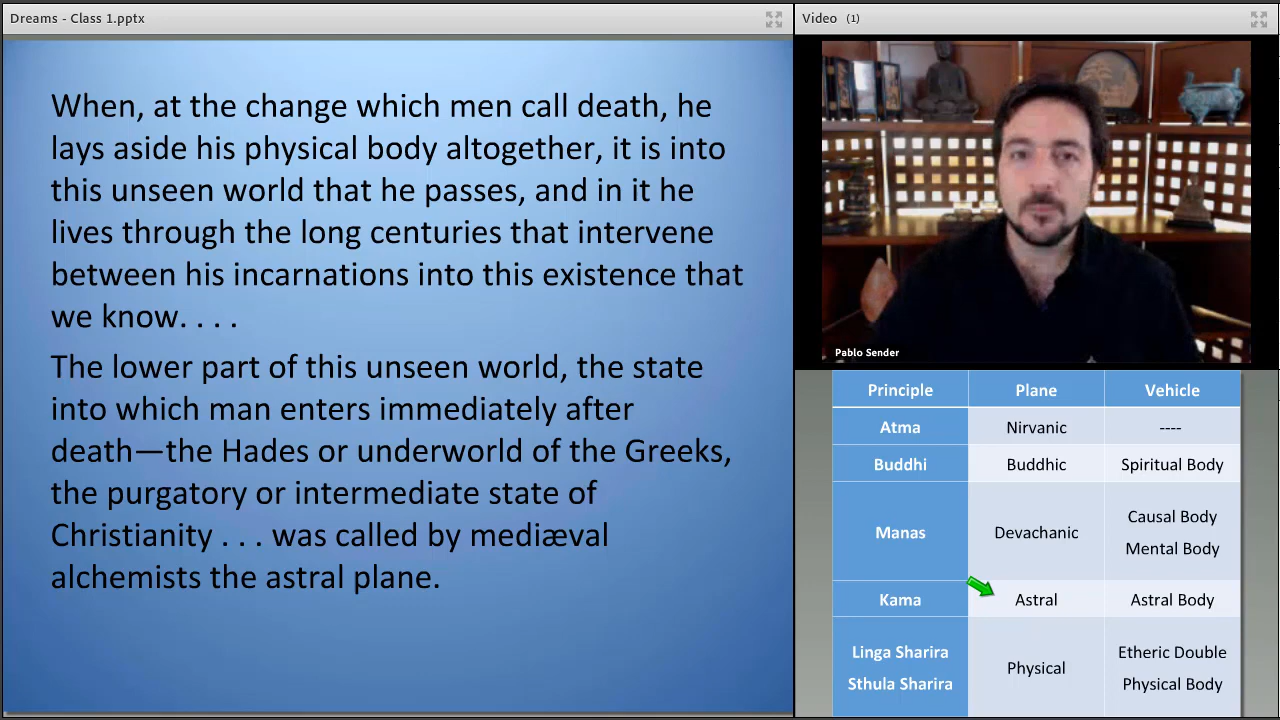 Dreams - Class 1.pptx
When, at the change which men call death, he
lays aside his physical body altogether, it is into
this unseen world that he passes, and in it he
lives through the long centuries that intervene
between his incarnations into this existence that
we know. . . .
The lower part of this unseen world, the state
into which man enters immediately after
death—the Hades or underworld of the Greeks,
the purgatory or intermediate state of
Christianity . . . was called by mediæval
alchemists the astral plane.
Video (1)
Pablo Sender
Principle Plane Vehicle
Atma Nirvanic ----
Buddhi Buddhic Spiritual Body
Manas Devachanic Causal Body
Mental Body
Kama Astral Astral Body
Linga Sharira Physical Etheric Double
Sthula Sharira Physical Body